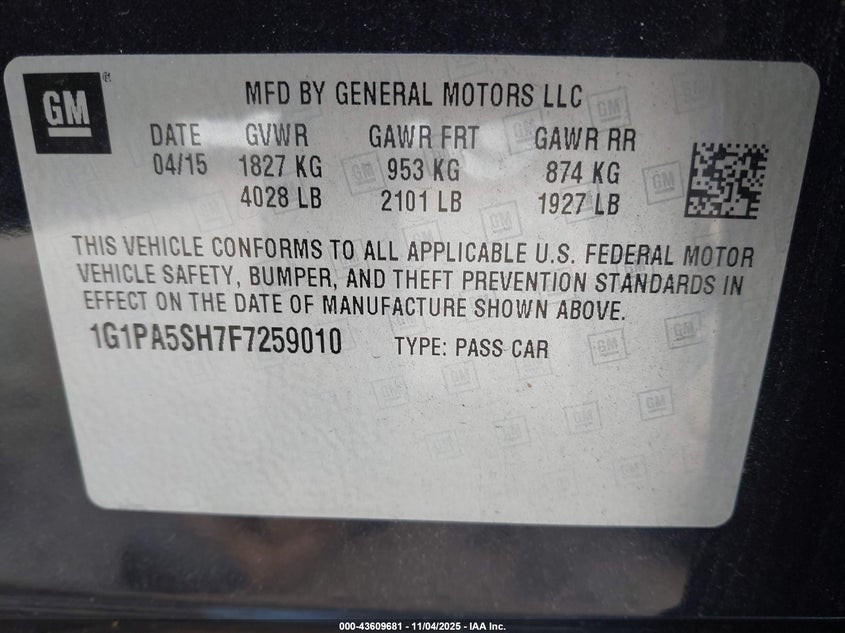 GM
MFD BY GENERAL MOTORS LLC
DATE GVWR GAWR FRT GAWR RR
04/15 1827 KG 953 KG 874 KG
4028 LB 2101 LB 1927 LB
THIS VEHICLE CONFORMS TO ALL APPLICABLE U.S. FEDERAL MOTOR
VEHICLE SAFETY, BUMPER, AND THEFT PREVENTION STANDARDS IN
EFFECT ON THE DATE OF MANUFACTURE SHOWN ABOVE.
1G1PA5SH7F7259010 TYPE: PASS CAR
000-43609681 - 11/04/2025 - IAA Inc.